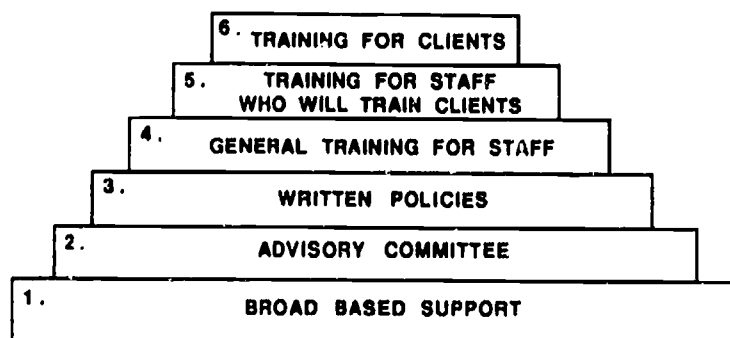 6. TRAINING FOR CLIENTS
5. TRAINING FOR STAFF
WHO WILL TRAIN CLIENTS
4. GENERAL TRAINING FOR STAFF
3. WRITTEN POLICIES
2. ADVISORY COMMITTEE
1. BROAD BASED SUPPORT